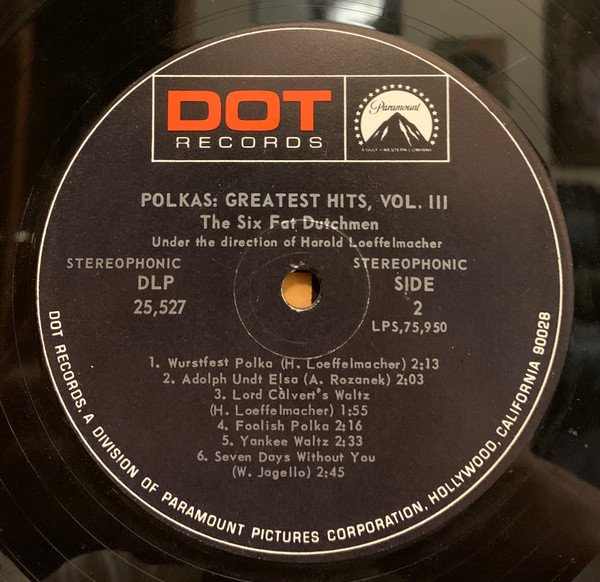 DOT
RECORDS
Paramount
A GULF + WESTERN COMPANY
POLKAS: GREATEST HITS, VOL. III
The Six Fat Dutchmen
Under the direction of Harold Loeffelmacher
STEREOPHONIC
DLP
25,527
STEREOPHONIC
SIDE
2
LPS,75,950
1. Wurstfest Polka (H. Loeffelmacher) 2:13
2. Adolph Undt Elsa (A. Rozanek) 2:03
3. Lord Calvert's Waltz
(H. Loeffelmacher) 1:55
4. Foolish Polka 2:16
5. Yankee Waltz 2:33
6. Seven Days Without You
(W. Jagello) 2:45
DOT RECORDS, A DIVISION OF PARAMOUNT PICTURES CORPORATION, HOLLYWOOD, CALIFORNIA 90028